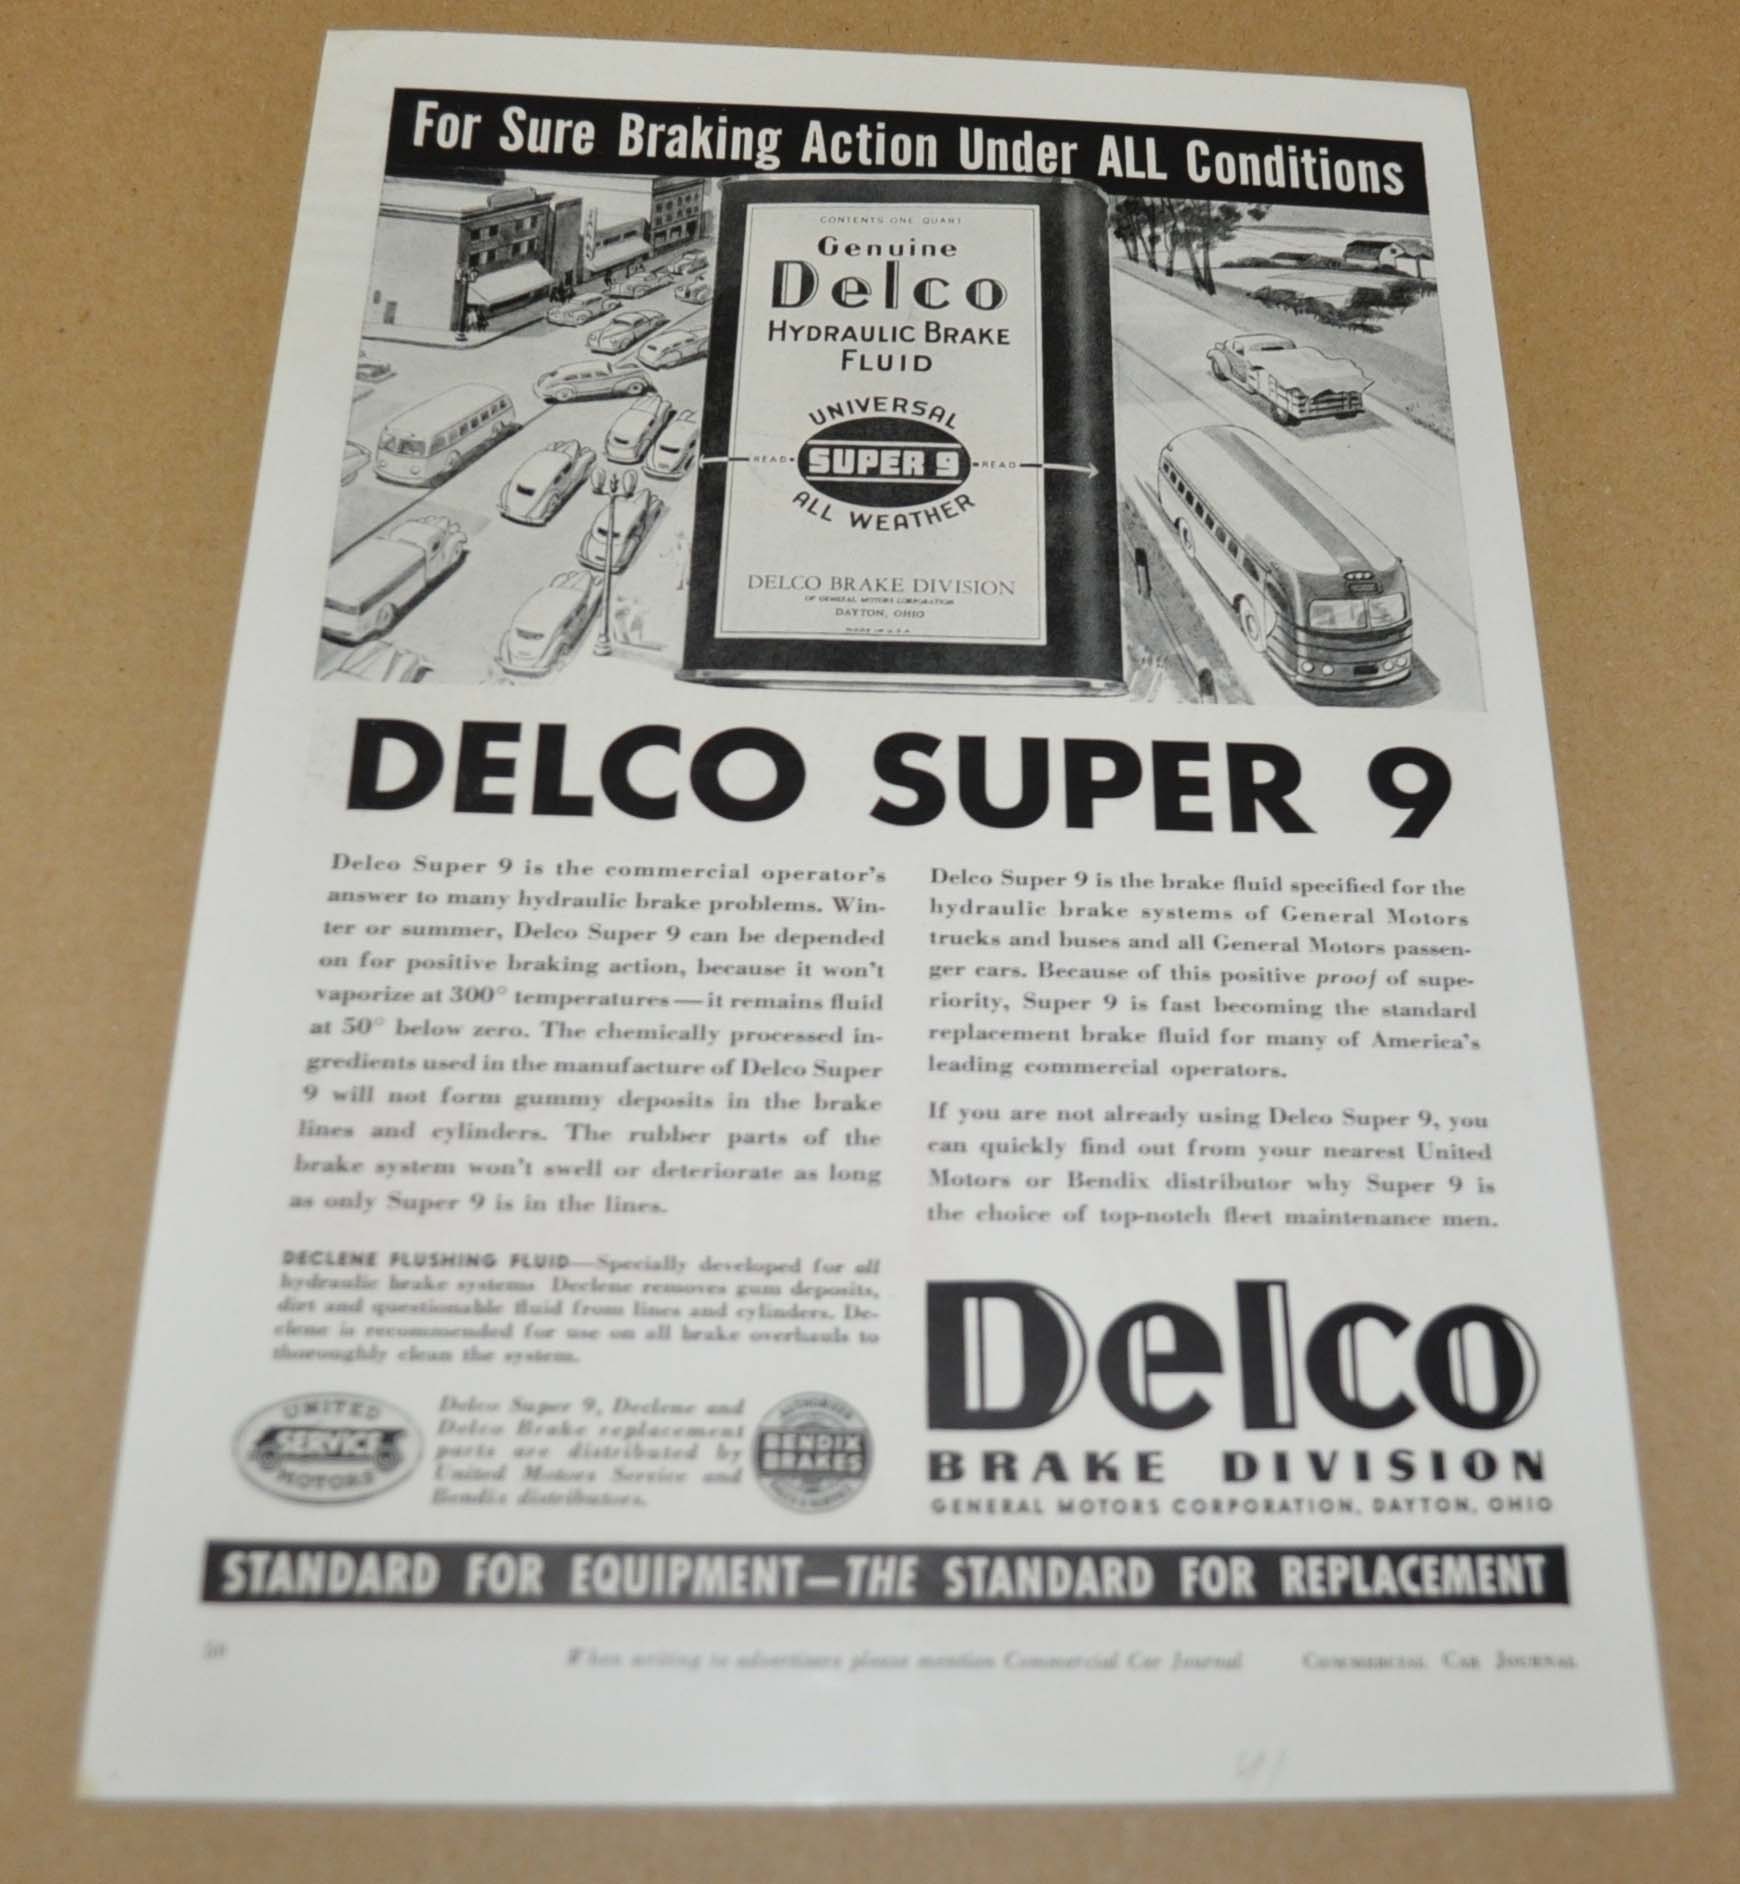 For Sure Braking Action Under ALL Conditions
CONTENTS ONE QUART
Genuine
Delco
HYDRAULIC BRAKE
FLUID
UNIVERSAL
READ SUPER 9 READ
ALL WEATHER
DELCO BRAKE DIVISION
OF GENERAL MOTORS CORPORATION
DAYTON, OHIO
MADE IN U.S.A.
DELCO SUPER 9
Delco Super 9 is the commercial operator's
answer to many hydraulic brake problems. Win-
ter or summer, Delco Super 9 can be depended
on for positive braking action, because it won't
vaporize at 300° temperatures—it remains fluid
at 50° below zero. The chemically processed in-
gredients used in the manufacture of Delco Super
9 will not form gummy deposits in the brake
lines and cylinders. The rubber parts of the
brake system won't swell or deteriorate as long
as only Super 9 is in the lines.
DECLENE FLUSHING FLUID—Specially developed for all
hydraulic brake systems. Declene removes gum deposits,
dirt and questionable fluid from lines and cylinders. De-
clene is recommended for use on all brake overhauls to
thoroughly clean the system.
UNITED
SERVICE
MOTORS
Delco Super 9, Declene and
Delco Brake replacement
parts are distributed by
United Motors Service and
Bendix distributors.
AUTHORIZED
BENDIX
BRAKES
Delco Super 9 is the brake fluid specified for the
hydraulic brake systems of General Motors
trucks and buses and all General Motors passen-
ger cars. Because of this positive proof of supe-
riority, Super 9 is fast becoming the standard
replacement brake fluid for many of America's
leading commercial operators.
If you are not already using Delco Super 9, you
can quickly find out from your nearest United
Motors or Bendix distributor why Super 9 is
the choice of top-notch fleet maintenance men.
Delco
BRAKE DIVISION
GENERAL MOTORS CORPORATION, DAYTON, OHIO
STANDARD FOR EQUIPMENT—THE STANDARD FOR REPLACEMENT
When writing to advertisers please mention Commercial Car Journal
COMMERCIAL CAR JOURNAL